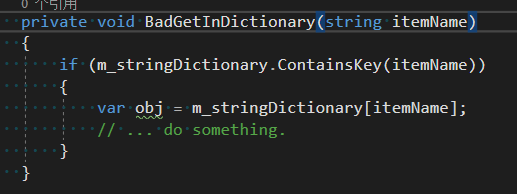 0 个引用
private void BadGetInDictionary(string itemName)
{
if (m_stringDictionary.ContainsKey(itemName))
{
var obj = m_stringDictionary[itemName];
// ... do something.
}
}